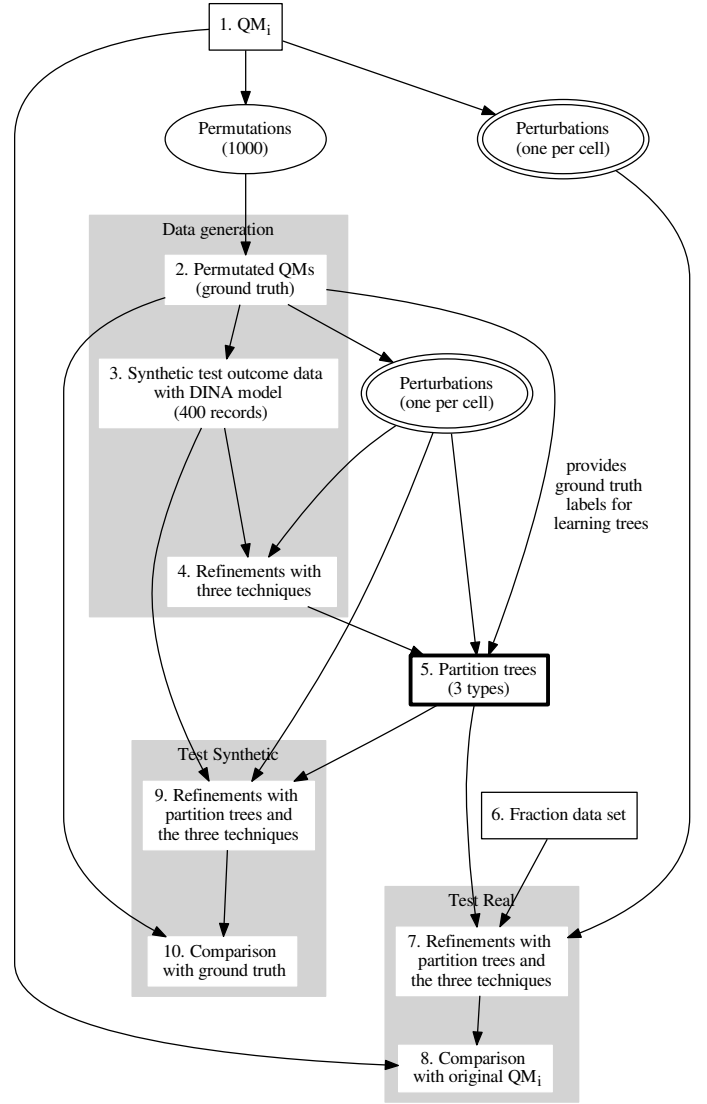 1. QMi
Permutations
(1000)
Perturbations
(one per cell)
Data generation
2. Permutated QMs
(ground truth)
3. Synthetic test outcome data
with DINA model
(400 records)
Perturbations
(one per cell)
provides
ground truth
labels for
learning trees
4. Refinements with
three techniques
5. Partition trees
(3 types)
Test Synthetic
9. Refinements with
partition trees and
the three techniques
6. Fraction data set
Test Real
7. Refinements with
partition trees and
the three techniques
10. Comparison
with ground truth
8. Comparison
with original QMi